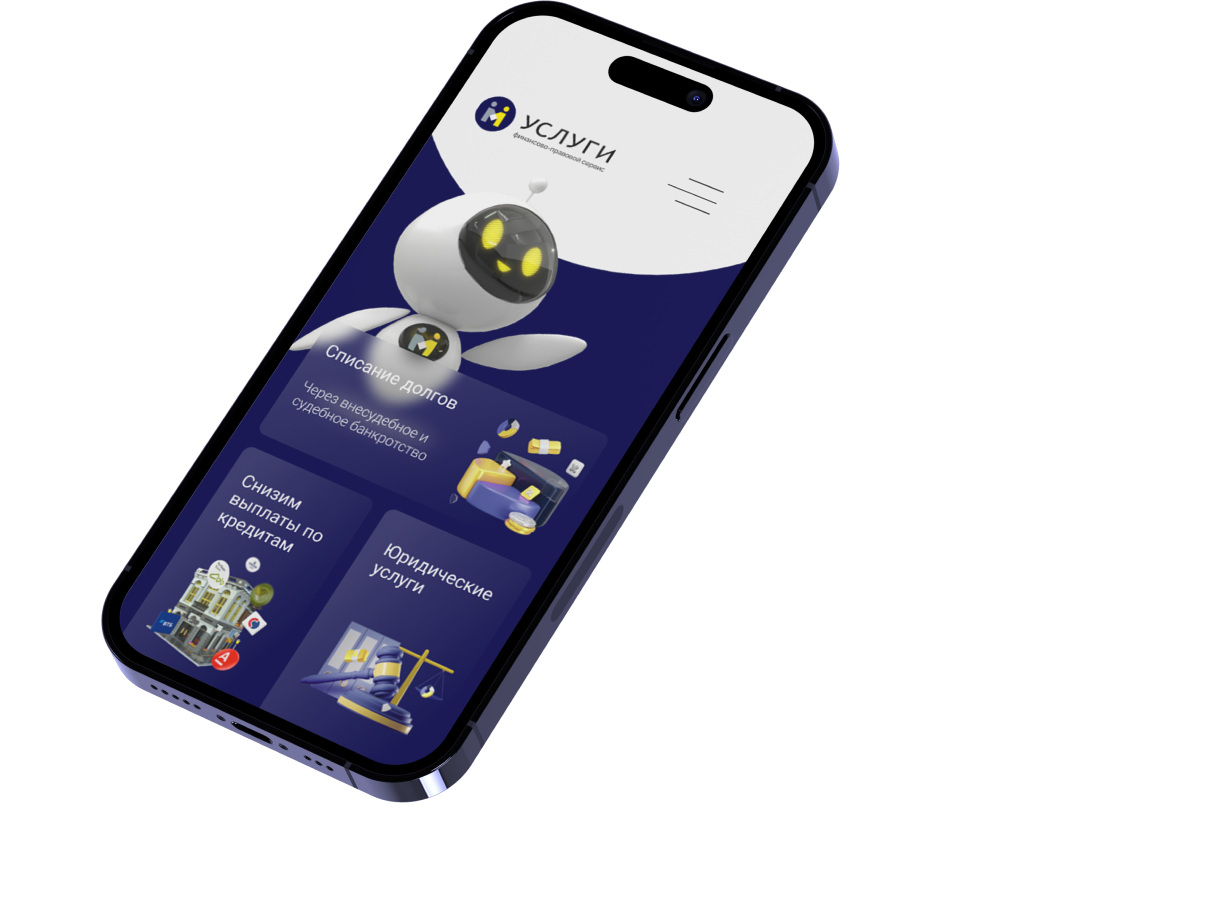 УСЛУГИ
финансово-правовой сервис
Списание долгов
Через внесудебное и
судебное банкротство
Снизим
выплаты по
кредитам
Юридические
услуги